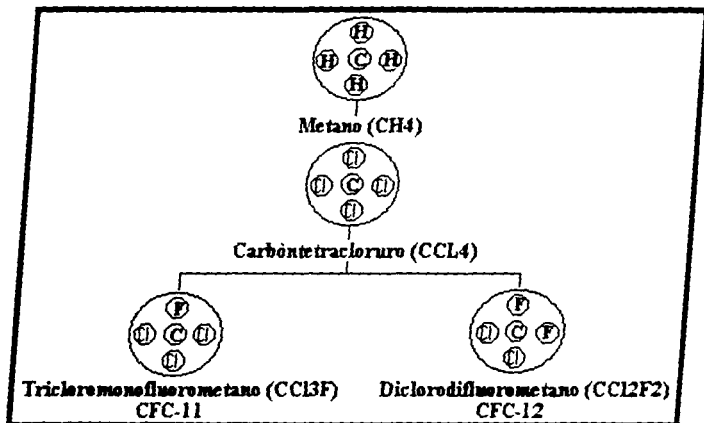 H
H C H
H
Metano (CH4)
Cl
Cl C Cl
Cl
Carbòntetracloruro (CCL4)
F
Cl C Cl
Cl
F
Cl C F
Cl
Tricloromonofluorometano (CCl3F)
CFC-11
Diclorodifluorometano (CCl2F2)
CFC-12